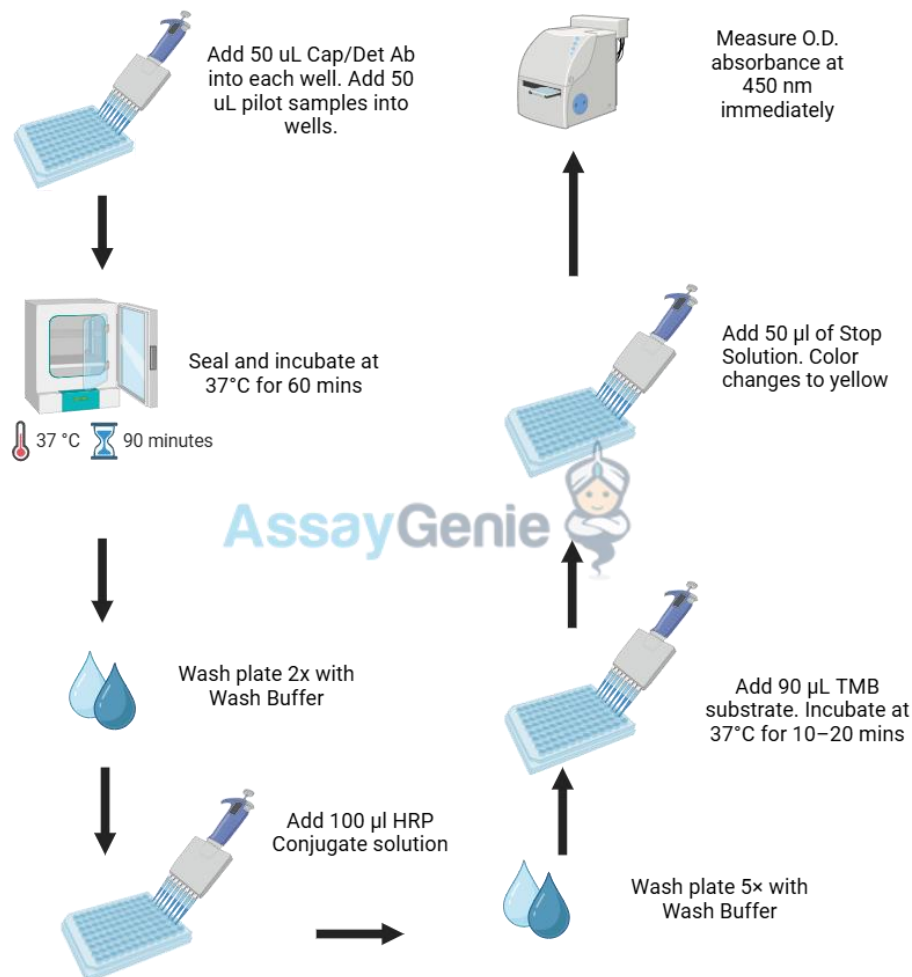 Add 50 uL Cap/Det Ab
into each well. Add 50
uL pilot samples into
wells.
Seal and incubate at
37°C for 60 mins
37 °C
90 minutes
Wash plate 2x with
Wash Buffer
Add 100 µl HRP
Conjugate solution
Wash plate 5× with
Wash Buffer
Add 90 µL TMB
substrate. Incubate at
37°C for 10–20 mins
Add 50 µl of Stop
Solution. Color
changes to yellow
Measure O.D.
absorbance at
450 nm
immediately
AssayGenie